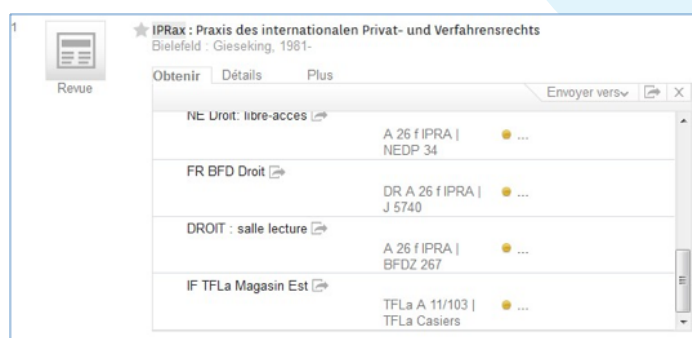 1
IPRax : Praxis des internationalen Privat- und Verfahrensrechts
Bielefeld : Gieseking, 1981-
Revue
Obtenir Détails Plus
Envoyer vers X
NE Droit: libre-accès
A 26 f IPRA |
NEDP 34
...
FR BFD Droit
DR A 26 f IPRA |
J 5740
...
DROIT : salle lecture
A 26 f IPRA |
BFDZ 267
...
IF TFLa Magasin Est
TFLa A 11/103 |
TFLa Casiers
...